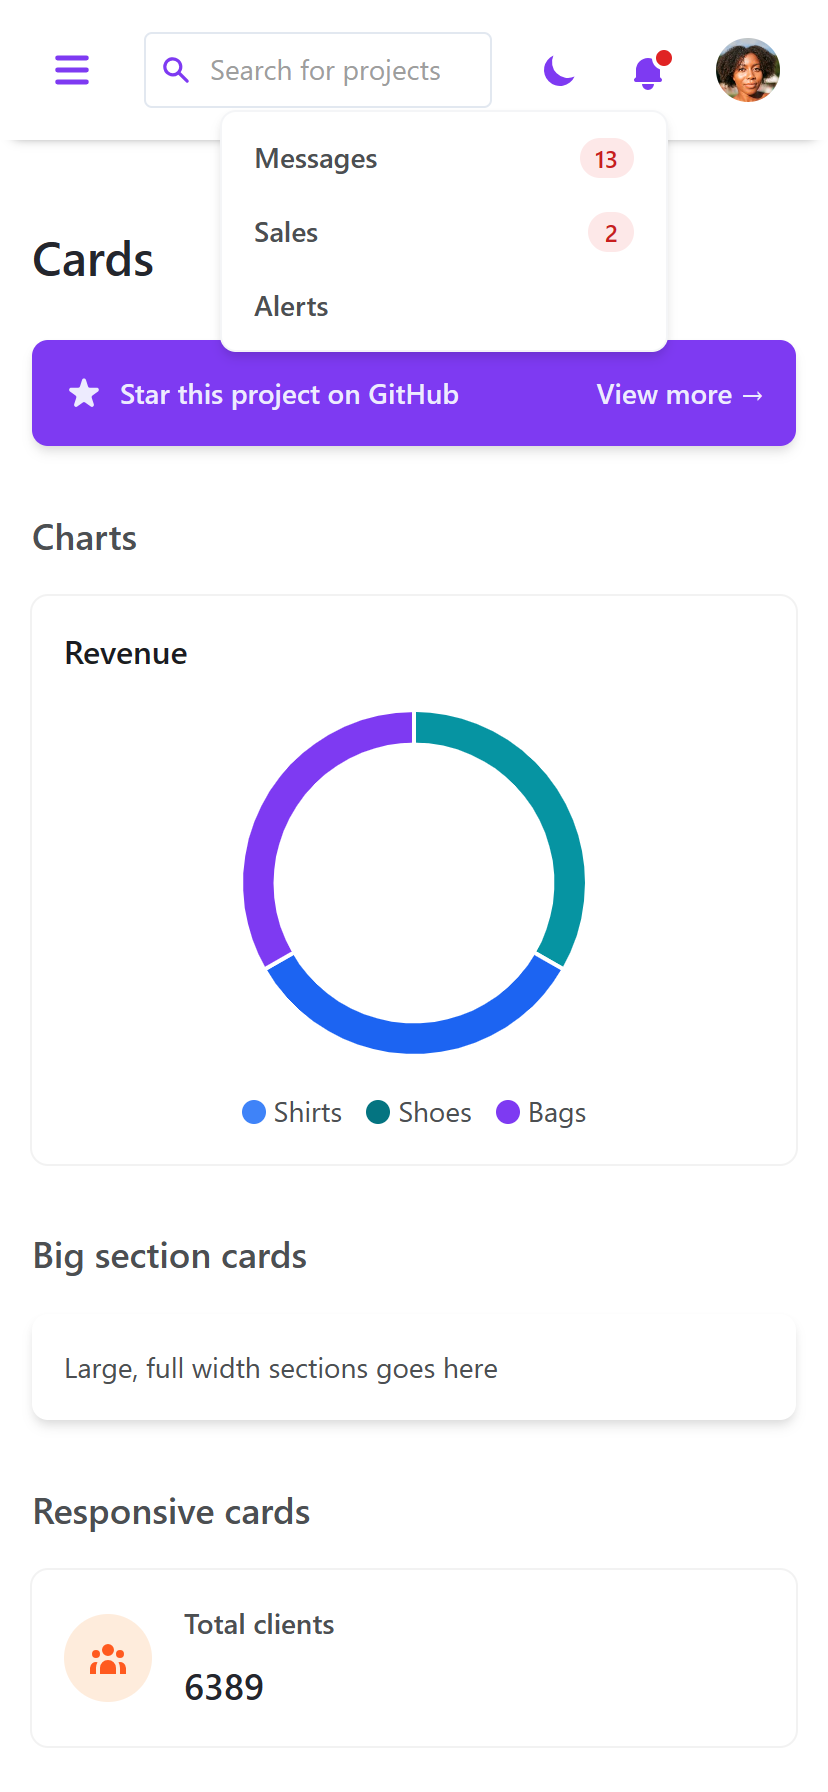 Search for projects
Messages 13
Sales 2
Alerts
Cards
Star this project on GitHub View more →
Charts
Revenue
Shirts Shoes Bags
Big section cards
Large, full width sections goes here
Responsive cards
Total clients
6389